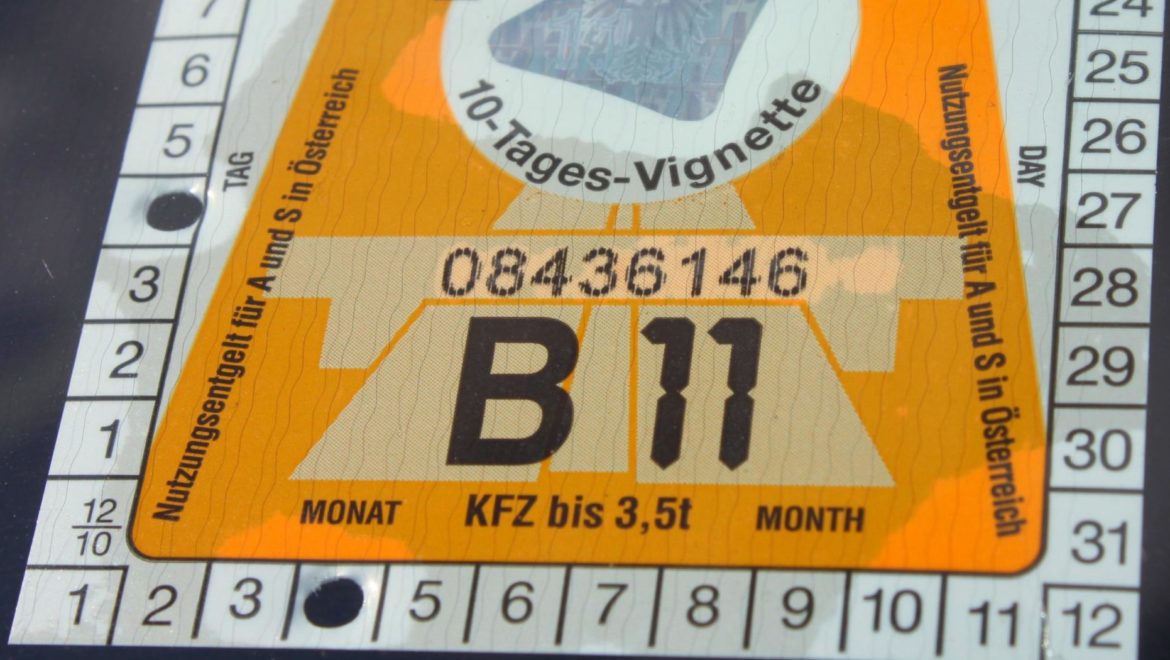 7
6
5
3
2
1
12
10
TAG
Nutzungsentgelt für A und S in Österreich
10-Tages-Vignette
08436146
B 11
MONAT
KFZ bis 3,5t
MONTH
Nutzungsentgelt für A und S in Österreich
DAY
24
25
26
27
28
29
30
31
1 2 3 5 6 7 8 9 10 11 12